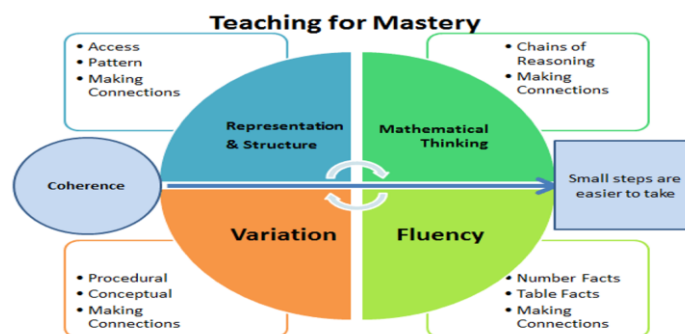 Teaching for Mastery
• Access
• Pattern
• Making
Connections
• Chains of
Reasoning
• Making
Connections
Representation
& Structure
Mathematical
Thinking
Coherence
Small steps are
easier to take
Variation
Fluency
• Procedural
• Conceptual
• Making
Connections
• Number Facts
• Table Facts
• Making
Connections